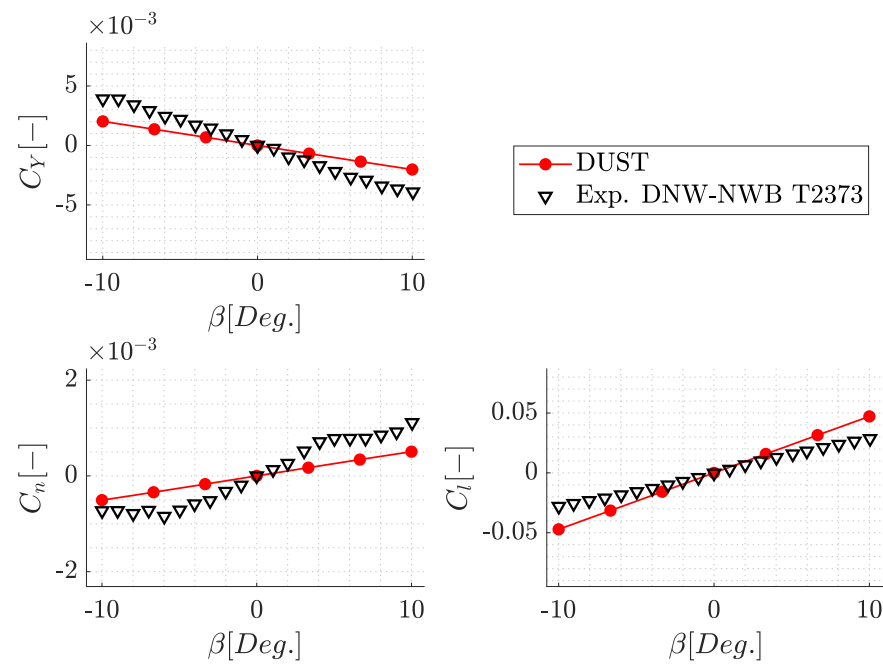 ×10⁻³
5
0
-5
C_Y[−]
-10 0 10
β[Deg.]
DUST
Exp. DNW-NWB T2373
×10⁻³
2
0
-2
C_n[−]
-10 0 10
β[Deg.]
0.05
0
-0.05
C_l[−]
-10 0 10
β[Deg.]